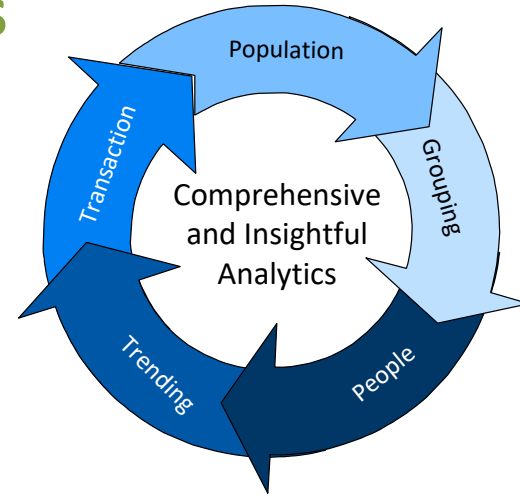 s
Population
Grouping
People
Trending
Transaction
Comprehensive
and Insightful
Analytics